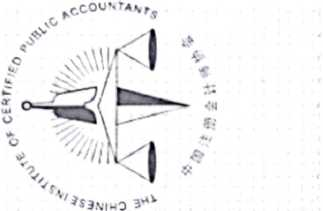 THE CHINESE INSTITUTE OF CERTIFIED PUBLIC ACCOUNTANTS
中国注册会计师协会